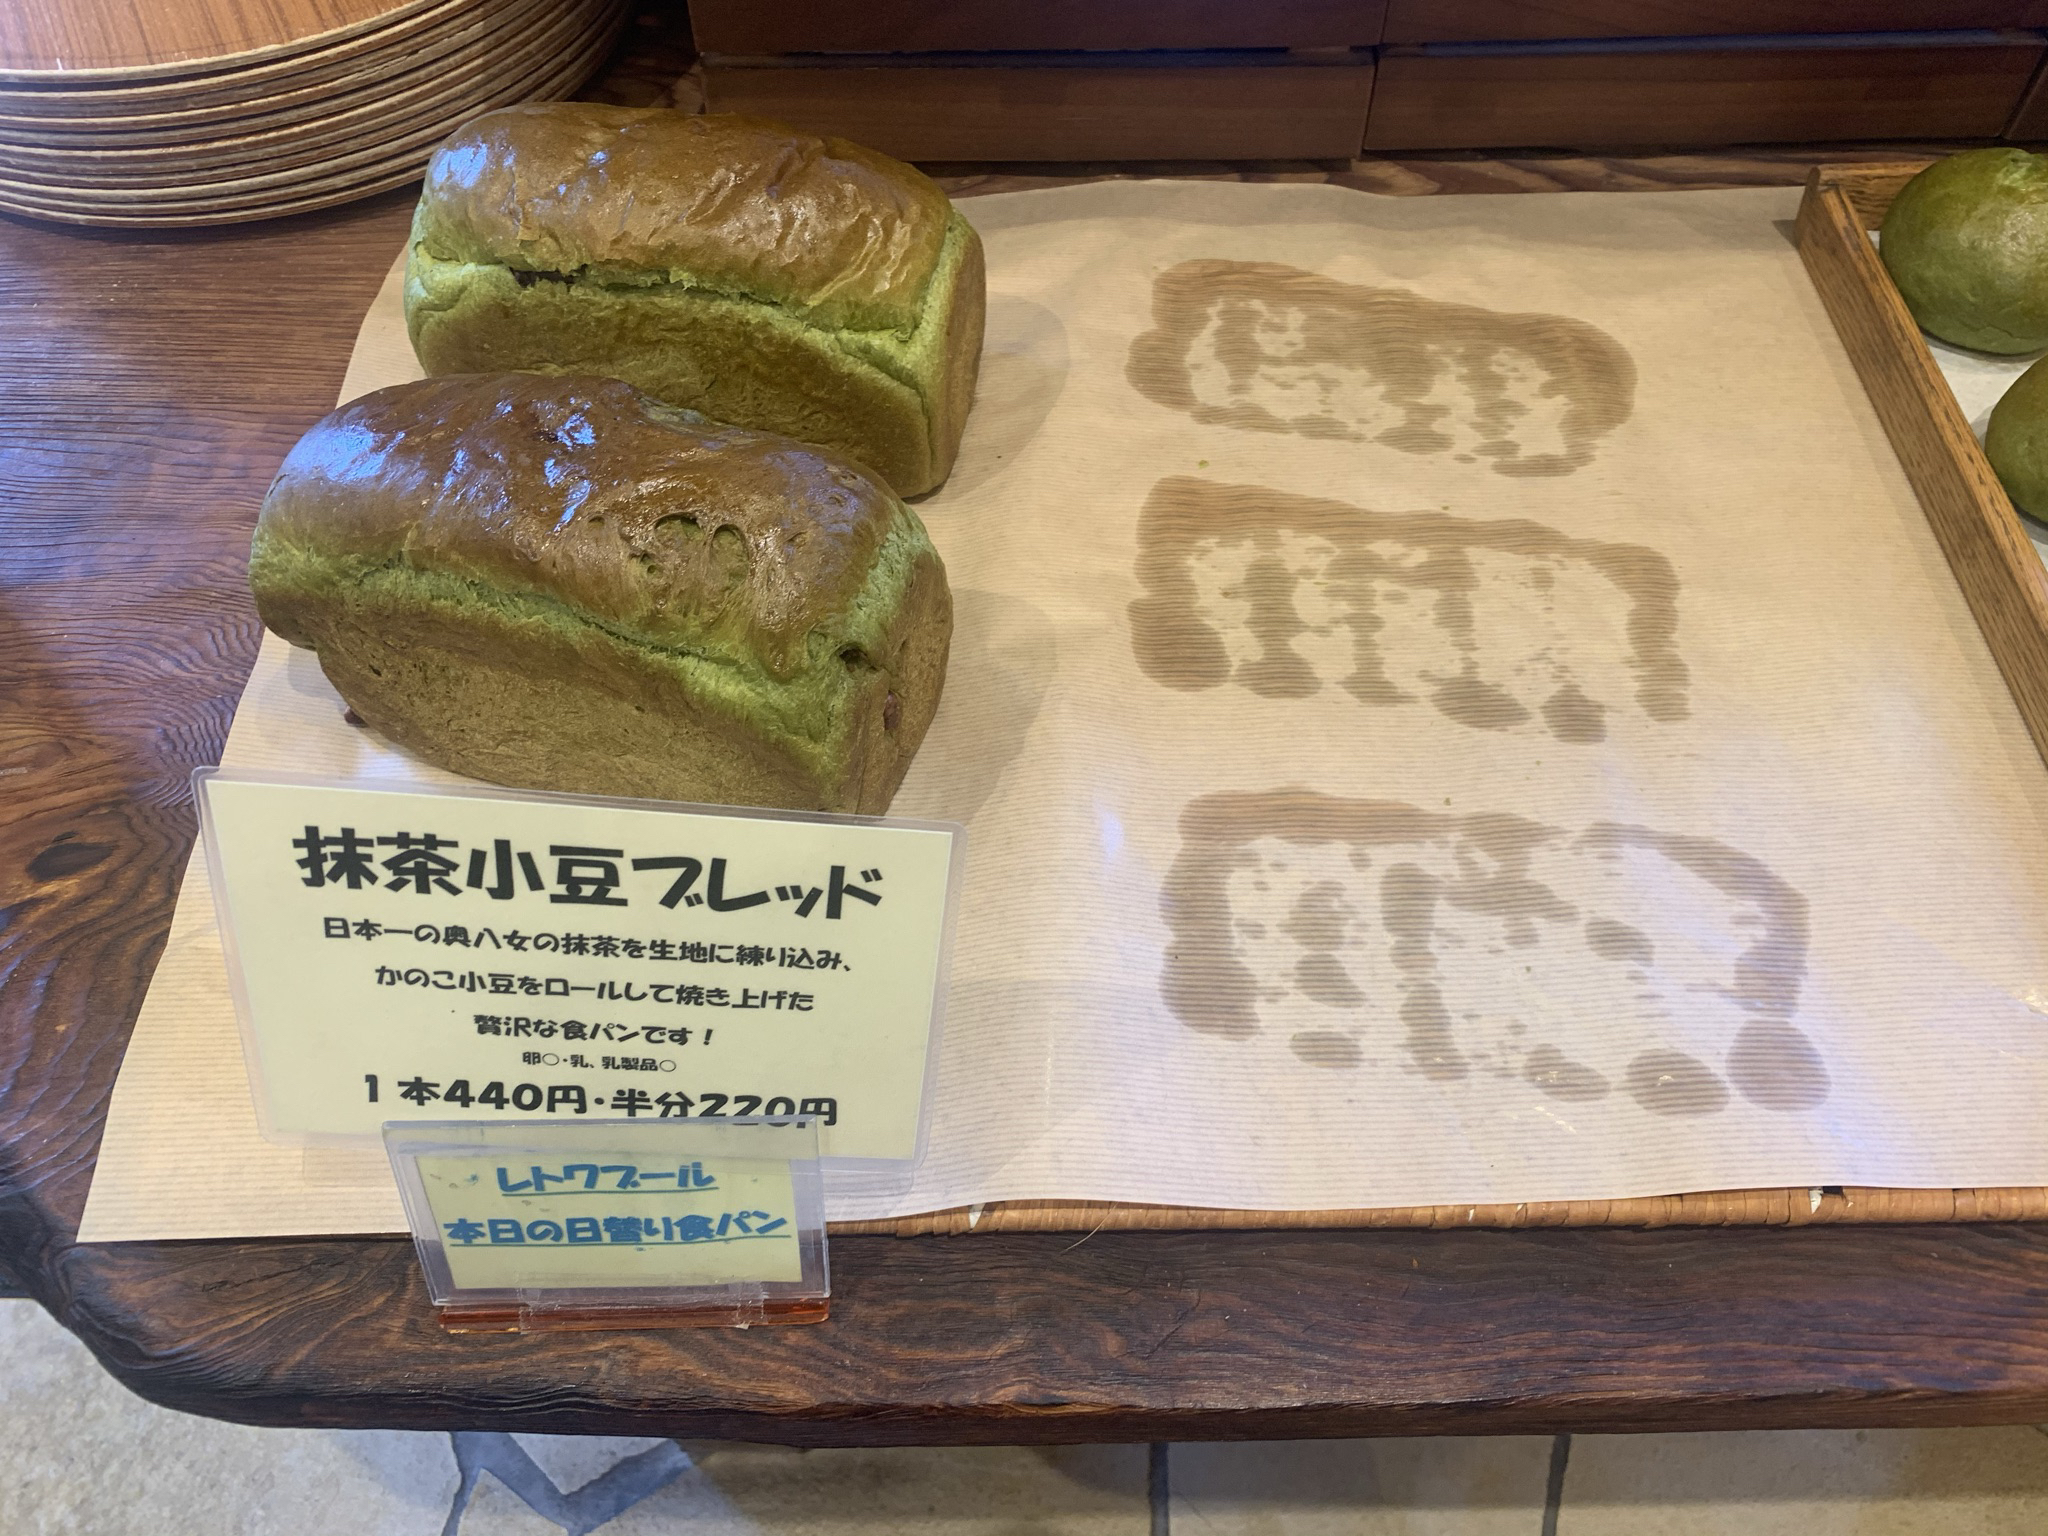 抹茶小豆ブレッド
日本一の奥八女の抹茶を生地に練り込み、
かのこ小豆をロールして焼き上げた
贅沢な食パンです！
卵○・乳、乳製品○
1本440円・半分220円
レトワブール
本日の日替り食パン